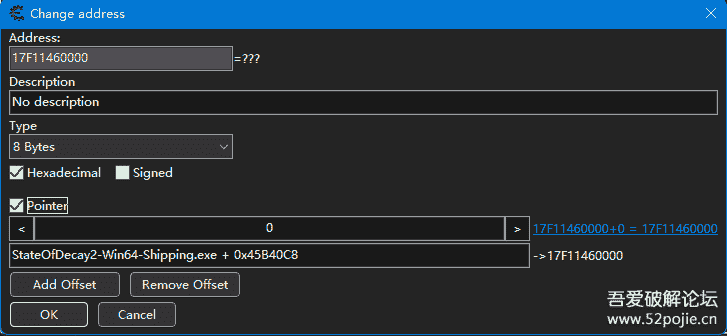 Change address
Address:
17F11460000 =???
Description
No description
Type
8 Bytes
Hexadecimal Signed
Pointer
< 0 > 17F11460000+0 = 17F11460000
StateOfDecay2-Win64-Shipping.exe + 0x45B40C8 ->17F11460000
Add Offset Remove Offset
OK Cancel
吾爱破解论坛
www.52pojie.cn